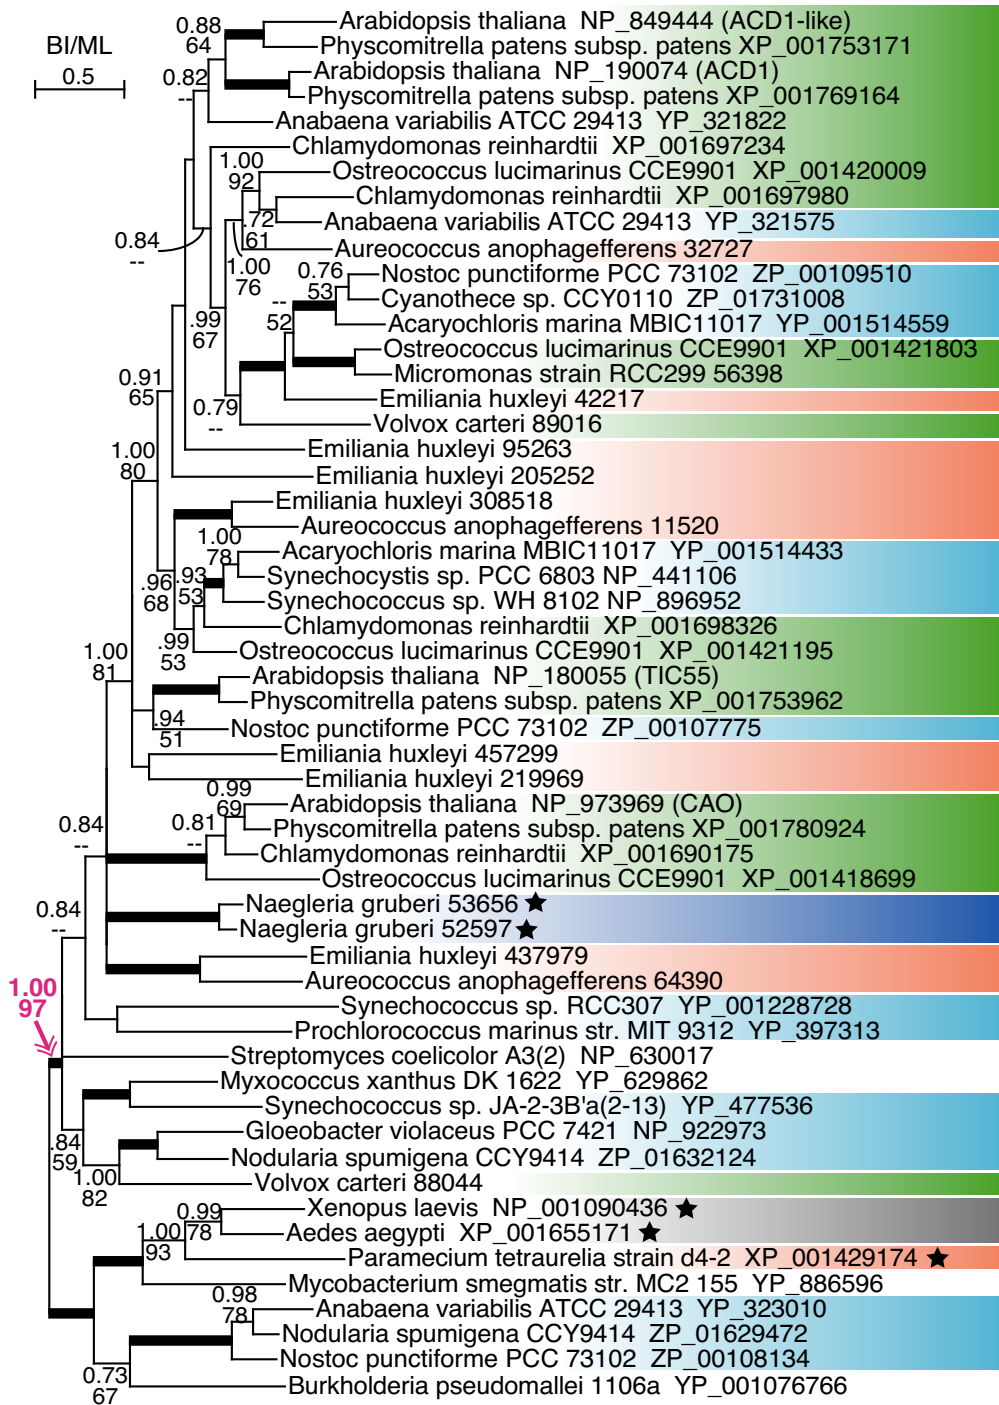 BI/ML
0.5
0.88
64
Arabidopsis thaliana NP_849444 (ACD1-like)
Physcomitrella patens subsp. patens XP_001753171
0.82
--
Arabidopsis thaliana NP_190074 (ACD1)
Physcomitrella patens subsp. patens XP_001769164
Anabaena variabilis ATCC 29413 YP_321822
Chlamydomonas reinhardtii XP_001697234
1.00
92
Ostreococcus lucimarinus CCE9901 XP_001420009
Chlamydomonas reinhardtii XP_001697980
.72
61
Anabaena variabilis ATCC 29413 YP_321575
0.84
--
Aureococcus anophagefferens 32727
1.00
76
0.76
53
Nostoc punctiforme PCC 73102 ZP_00109510
Cyanothece sp. CCY0110 ZP_01731008
--
52
.99
67
Acaryochloris marina MBIC11017 YP_001514559
Ostreococcus lucimarinus CCE9901 XP_001421803
Micromonas strain RCC299 56398
0.91
65
Emiliania huxleyi 42217
0.79
--
Volvox carteri 89016
Emiliania huxleyi 95263
1.00
80
Emiliania huxleyi 205252
Emiliania huxleyi 308518
Aureococcus anophagefferens 11520
1.00
78
Acaryochloris marina MBIC11017 YP_001514433
.96
68
.93
53
Synechocystis sp. PCC 6803 NP_441106
Synechococcus sp. WH 8102 NP_896952
Chlamydomonas reinhardtii XP_001698326
.99
53
Ostreococcus lucimarinus CCE9901 XP_001421195
1.00
81
Arabidopsis thaliana NP_180055 (TIC55)
Physcomitrella patens subsp. patens XP_001753962
.94
51
Nostoc punctiforme PCC 73102 ZP_00107775
Emiliania huxleyi 457299
Emiliania huxleyi 219969
0.99
69
Arabidopsis thaliana NP_973969 (CAO)
0.84
--
0.81
--
Physcomitrella patens subsp. patens XP_001780924
Chlamydomonas reinhardtii XP_001690175
Ostreococcus lucimarinus CCE9901 XP_001418699
0.84
--
Naegleria gruberi 53656 ★
Naegleria gruberi 52597 ★
Emiliania huxleyi 437979
Aureococcus anophagefferens 64390
1.00
97
Synechococcus sp. RCC307 YP_001228728
Prochlorococcus marinus str. MIT 9312 YP_397313
Streptomyces coelicolor A3(2) NP_630017
Myxococcus xanthus DK 1622 YP_629862
Synechococcus sp. JA-2-3B'a(2-13) YP_477536
.84
59
Gloeobacter violaceus PCC 7421 NP_922973
Nodularia spumigena CCY9414 ZP_01632124
1.00
82
Volvox carteri 88044
0.99
78
Xenopus laevis NP_001090436 ★
1.00
93
Aedes aegypti XP_001655171 ★
Paramecium tetraurelia strain d4-2 XP_001429174 ★
Mycobacterium smegmatis str. MC2 155 YP_886596
0.98
78
Anabaena variabilis ATCC 29413 YP_323010
Nodularia spumigena CCY9414 ZP_01629472
Nostoc punctiforme PCC 73102 ZP_00108134
0.73
67
Burkholderia pseudomallei 1106a YP_001076766